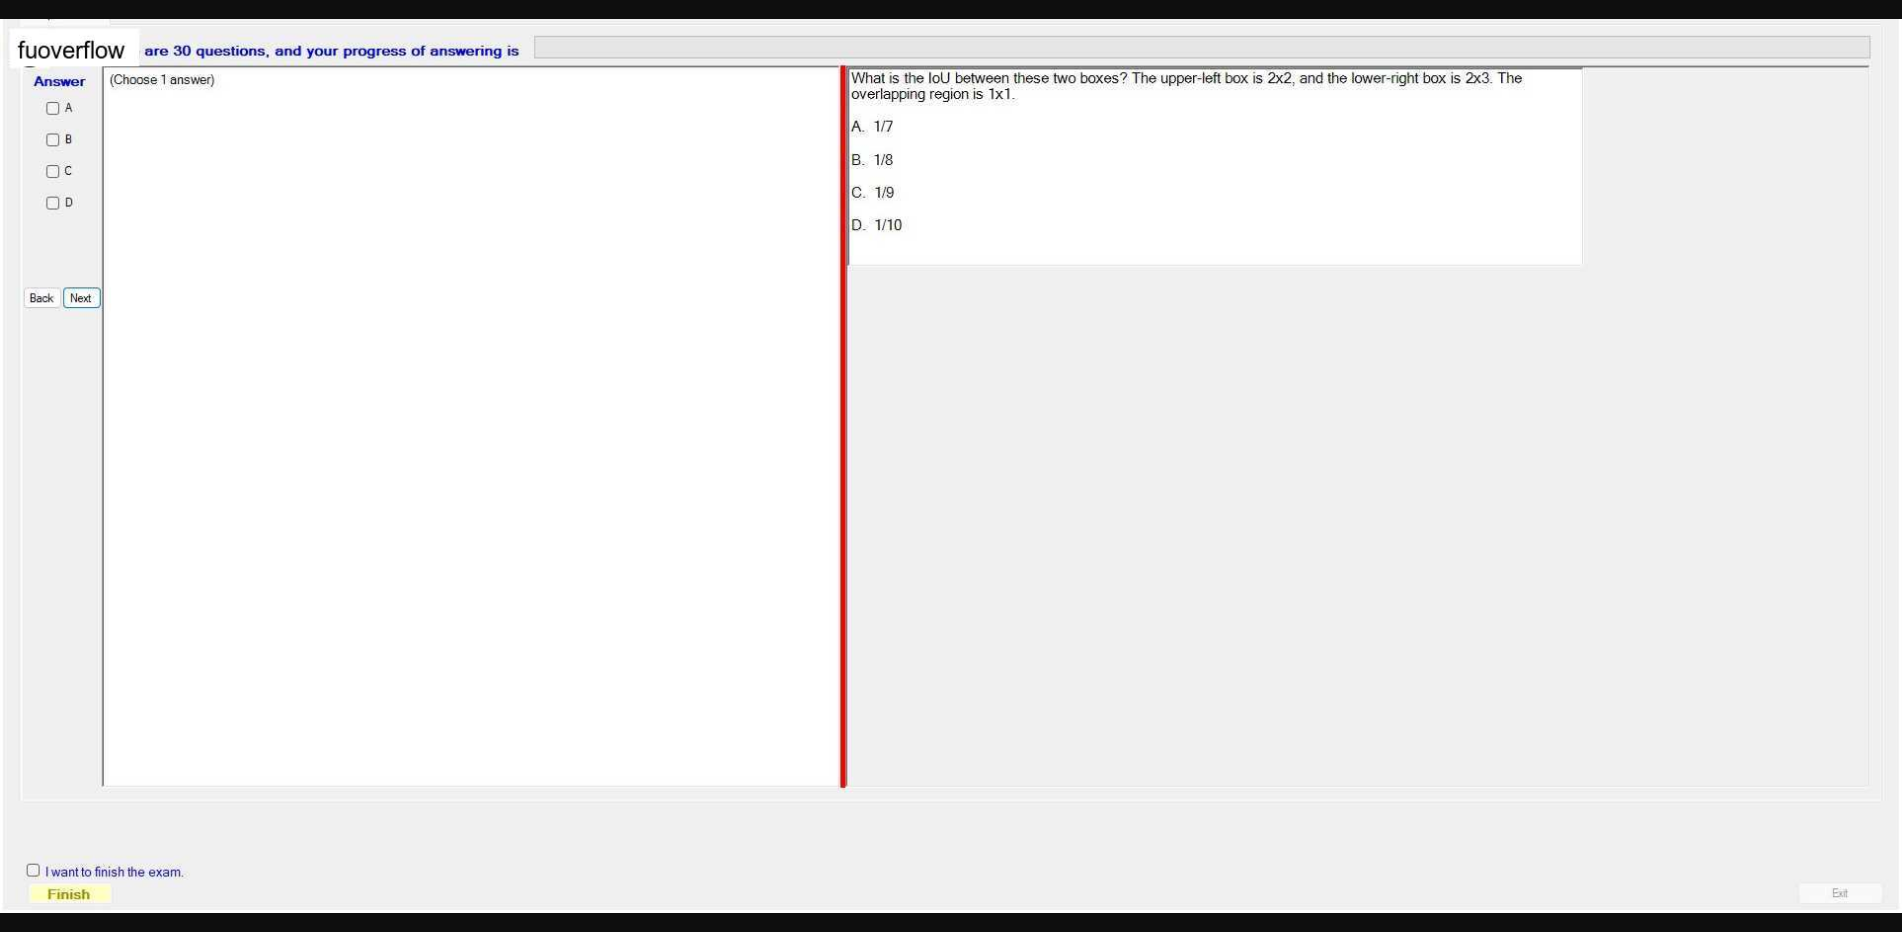 fuoverflow are 30 questions, and your progress of answering is
Answer
(Choose 1 answer)
A
B
C
D
Back Next
What is the IoU between these two boxes? The upper-left box is 2x2, and the lower-right box is 2x3. The
overlapping region is 1x1.
A. 1/7
B. 1/8
C. 1/9
D. 1/10
I want to finish the exam.
Finish
Exit